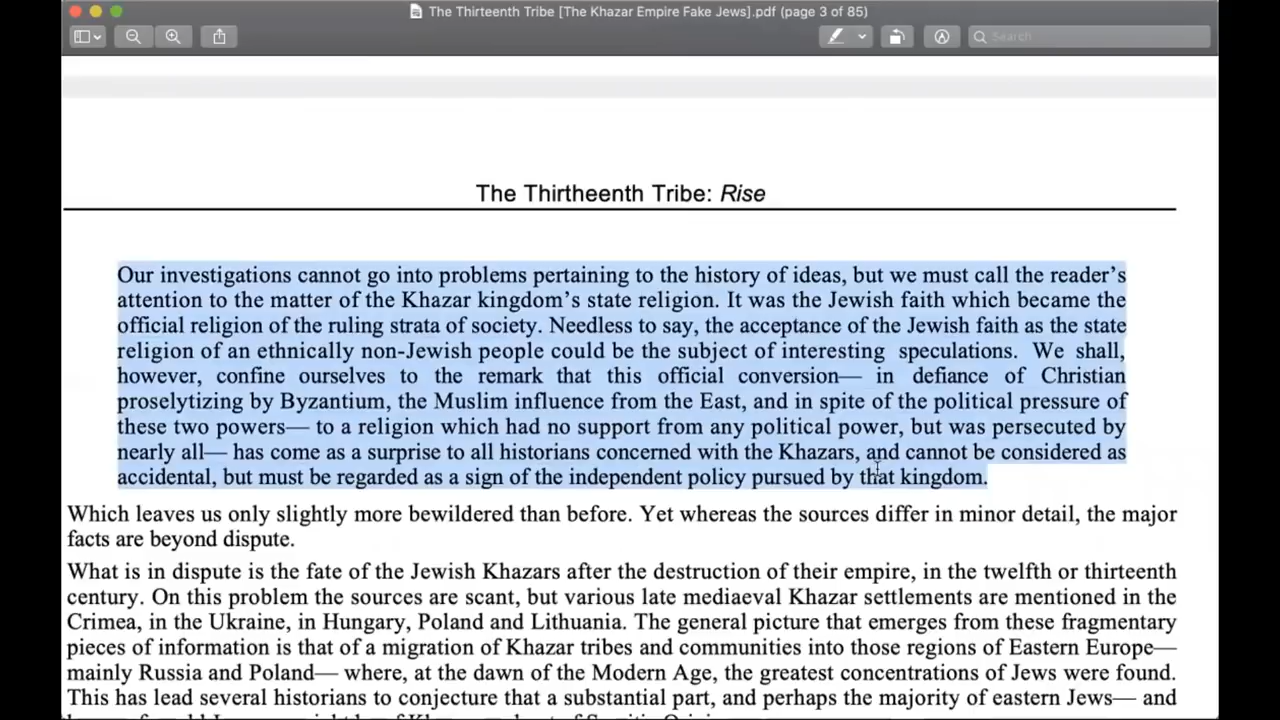 The Thirteenth Tribe [The Khazar Empire Fake Jews].pdf (page 3 of 85)
Search
The Thirtheenth Tribe: Rise
Our investigations cannot go into problems pertaining to the history of ideas, but we must call the reader’s
attention to the matter of the Khazar kingdom’s state religion. It was the Jewish faith which became the
official religion of the ruling strata of society. Needless to say, the acceptance of the Jewish faith as the state
religion of an ethnically non-Jewish people could be the subject of interesting speculations. We shall,
however, confine ourselves to the remark that this official conversion— in defiance of Christian
proselytizing by Byzantium, the Muslim influence from the East, and in spite of the political pressure of
these two powers— to a religion which had no support from any political power, but was persecuted by
nearly all— has come as a surprise to all historians concerned with the Khazars, and cannot be considered as
accidental, but must be regarded as a sign of the independent policy pursued by that kingdom.
Which leaves us only slightly more bewildered than before. Yet whereas the sources differ in minor detail, the major
facts are beyond dispute.
What is in dispute is the fate of the Jewish Khazars after the destruction of their empire, in the twelfth or thirteenth
century. On this problem the sources are scant, but various late mediaeval Khazar settlements are mentioned in the
Crimea, in the Ukraine, in Hungary, Poland and Lithuania. The general picture that emerges from these fragmentary
pieces of information is that of a migration of Khazar tribes and communities into those regions of Eastern Europe—
mainly Russia and Poland— where, at the dawn of the Modern Age, the greatest concentrations of Jews were found.
This has lead several historians to conjecture that a substantial part, and perhaps the majority of eastern Jews— and